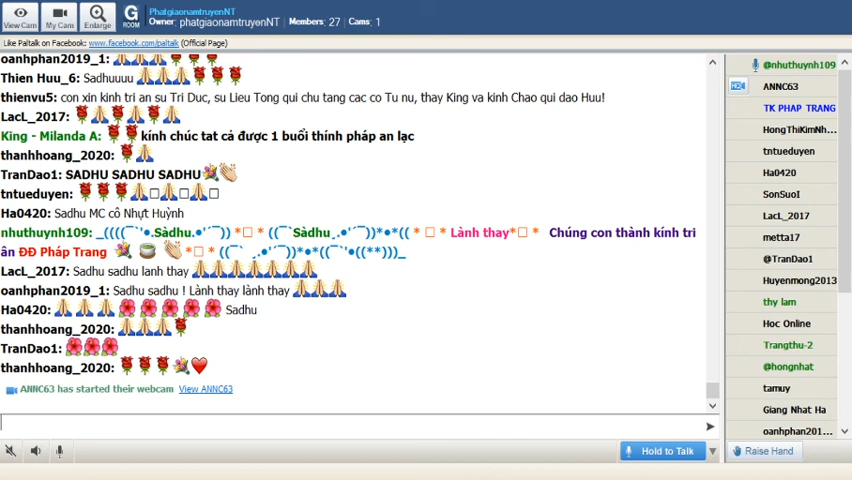 View Cam
My Cam
Enlarge
G ROOM
PhatgiaonamtruyenNT
Owner: phatgiaonamtruyenNT Members: 27 Cams: 1
Like Paltalk on Facebook: www.facebook.com/paltalk (Official Page)
oanhphan2019_1:
Thien Huu_6: Sadhuuuu
thienvu5: con xin kinh tri an su Tri Duc, su Lieu Tong qui chu tang cac co Tu nu, thay King va kinh Chao qui dao Huu!
LacL_2017:
King - Milanda A: kính chúc tat cả được 1 buổi thính pháp an lạc
thanhhoang_2020:
TranDao1: SADHU SADHU SADHU
tntueduyen:
Ha0420: Sadhu MC cô Nhựt Huỳnh
nhuthuynh109: _((((¯`'•.Sàdhu.•'´¯)) *□ * ((¯`Sàdhu¸.•'´¯))*•*(( * □ * Lành thay*□ * Chúng con thành kính tri
ân ĐĐ Pháp Trang *□ * ((¯`¸.•'´¯))*•*((¯`'•((**)))_
LacL_2017: Sadhu sadhu lanh thay
oanhphan2019_1: Sadhu sadhu ! Lành thay lành thay
Ha0420: Sadhu
thanhhoang_2020:
TranDao1:
thanhhoang_2020:
ANNC63 has started their webcam View ANNC63
Hold to Talk
@nhuthuynh109
HD ANNC63
TK PHAP TRANG
HongThiKimNh...
tntueduyen
Ha0420
SonSuoI
LacL_2017
metta17
@TranDao1
Huyenmong2013
thy lam
Hoc Online
Trangthu-2
@hongnhat
tamuy
Giang Nhat Ha
oanhphan201...
Raise Hand